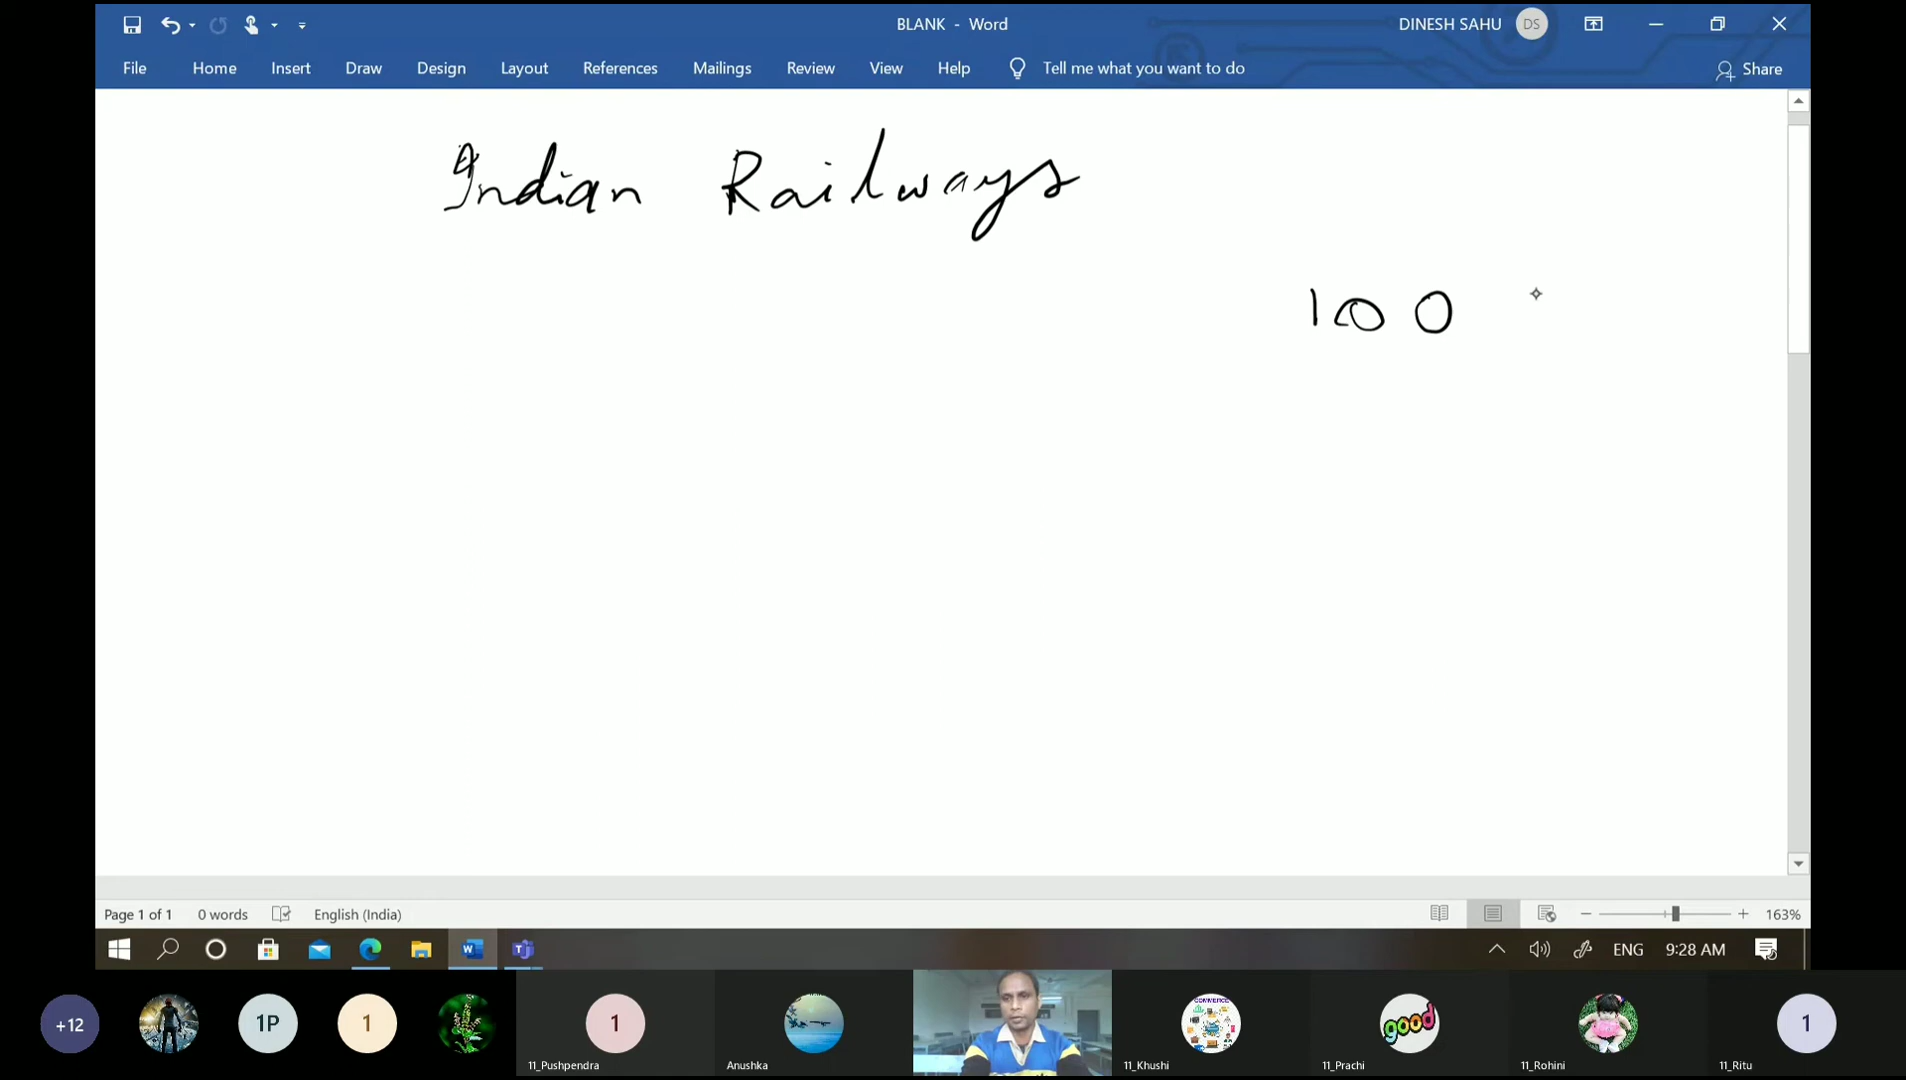 BLANK - Word
DINESH SAHU DS
File Home Insert Draw Design Layout References Mailings Review View Help Tell me what you want to do Share
Indian Railways
100
Page 1 of 1 0 words English (India) 163%
W ENG 9:28 AM
+12 1P 1 1 COMMERCE good 1
11_Pushpendra Anushka 11_Khushi 11_Prachi 11_Rohini 11_Ritu